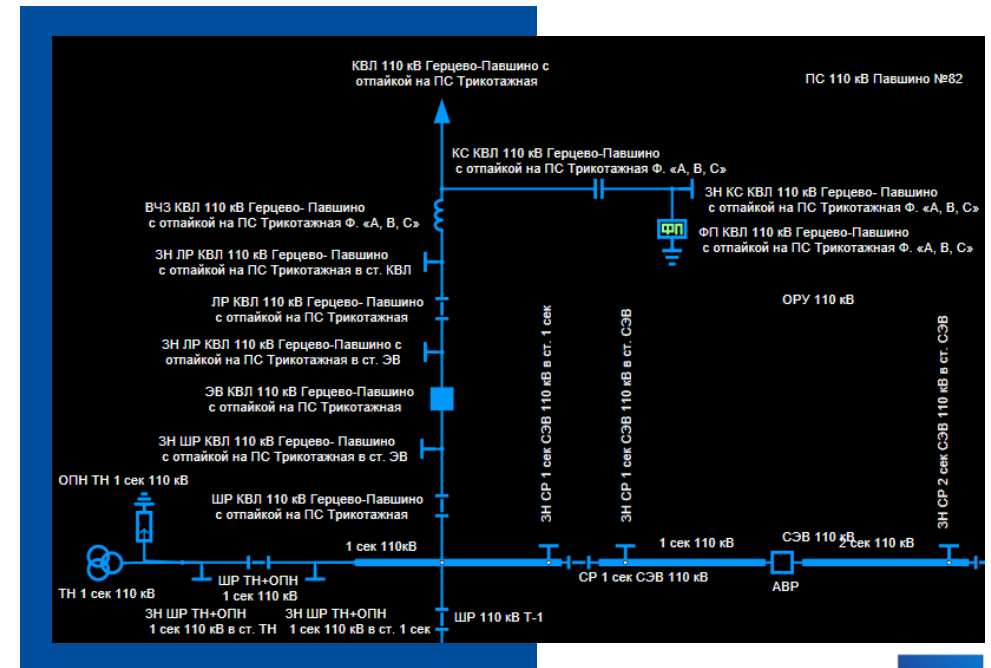 КВЛ 110 кВ Герцево-Павшино с
отпайкой на ПС Трикотажная
ПС 110 кВ Павшино №82
КС КВЛ 110 кВ Герцево-Павшино
с отпайкой на ПС Трикотажная Ф. «А, В, С»
ЗН КС КВЛ 110 кВ Герцево- Павшино
с отпайкой на ПС Трикотажная Ф. «А, В, С»
ВЧЗ КВЛ 110 кВ Герцево- Павшино
с отпайкой на ПС Трикотажная Ф. «А, В, С»
ФП
ФП КВЛ 110 кВ Герцево-Павшино
с отпайкой на ПС Трикотажная Ф. «А, В, С»
ЗН ЛР КВЛ 110 кВ Герцево- Павшино
с отпайкой на ПС Трикотажная в ст. КВЛ
ЛР КВЛ 110 кВ Герцево-Павшино
с отпайкой на ПС Трикотажная
ОРУ 110 кВ
ЗН ЛР КВЛ 110 кВ Герцево-Павшино с
отпайкой на ПС Трикотажная в ст. ЭВ
ЭВ КВЛ 110 кВ Герцево-Павшино
с отпайкой на ПС Трикотажная
ЗН ШР КВЛ 110 кВ Герцево- Павшино
с отпайкой на ПС Трикотажная в ст. ЭВ
ЗН СР 1 сек СЭВ 110 кВ в ст. 1 сек
ЗН СР 1 сек СЭВ 110 кВ в ст. СЭВ
ЗН СР 2 сек СЭВ 110 кВ в ст. СЭВ
ОПН ТН 1 сек 110 кВ
ШР КВЛ 110 кВ Герцево-Павшино
с отпайкой на ПС Трикотажная
1 сек 110кВ
1 сек 110 кВ
СЭВ 110 кВ
2 сек 110 кВ
ТН 1 сек 110 кВ
ШР ТН+ОПН
1 сек 110 кВ
СР 1 сек СЭВ 110 кВ
АВР
ЗН ШР ТН+ОПН
1 сек 110 кВ в ст. ТН
ЗН ШР ТН+ОПН
1 сек 110 кВ в ст. 1 сек
ШР 110 кВ Т-1